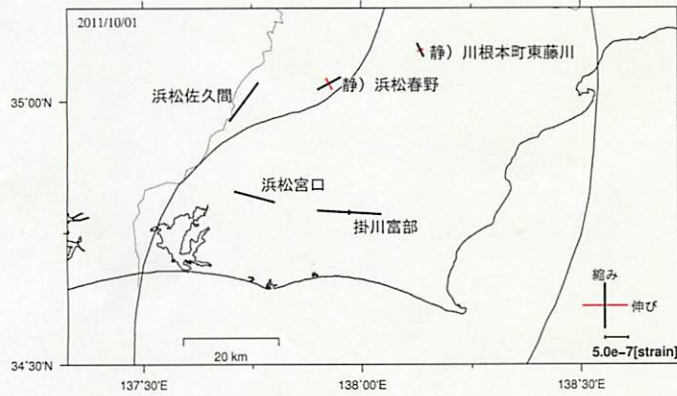 2011/10/01
静）川根本町東藤川
静）浜松春野
浜松佐久間
35°00'N
浜松宮口
掛川富部
縮み
伸び
5.0e-7[strain]
20 km
34°30'N
137°30'E
138°00'E
138°30'E